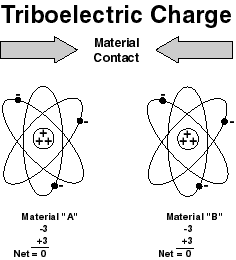 Triboelectric Charge
Material
Contact
-
-
++
++
-
-
++
++
-
-
Material "A"
-3
+3
Net = 0
Material "B"
-3
+3
Net = 0